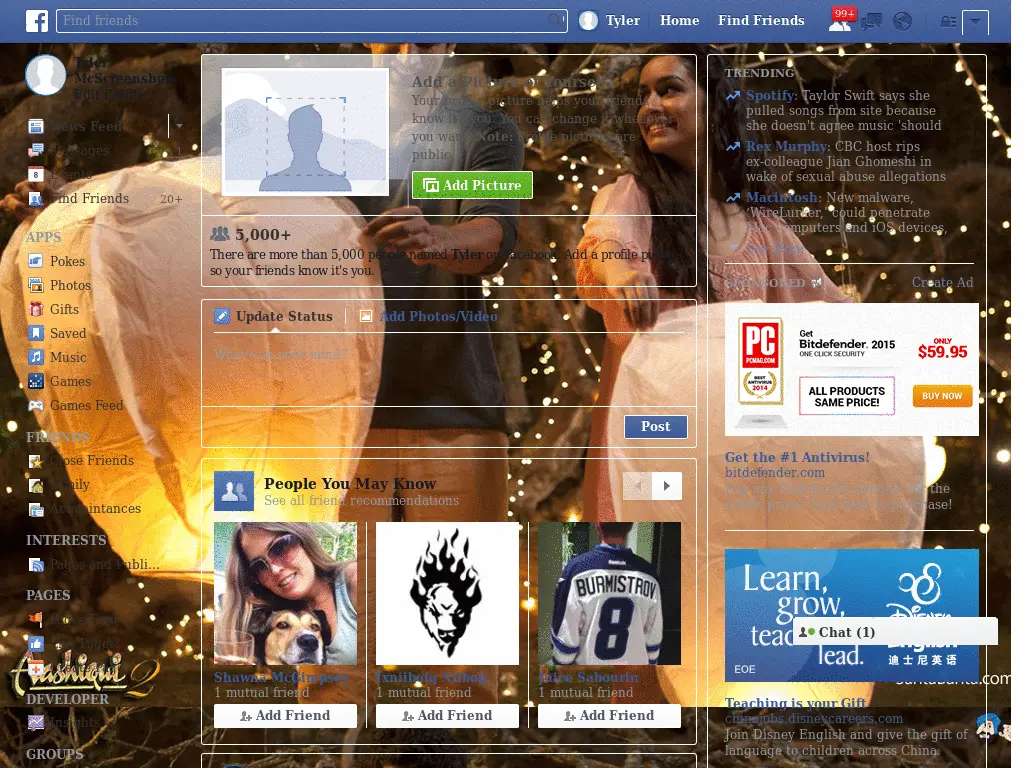 Find friends
Tyler
Home
Find Friends
99+
Tyler
McScreenshot
Edit Profile
News Feed
Messages
8
Events
Find Friends
20+
APPS
Pokes
Photos
Gifts
Saved
Music
Games
Games Feed
FRIENDS
Close Friends
Family
Acquaintances
INTERESTS
Pages and Publi...
PAGES
DEVELOPER
Insights
GROUPS
Aashiqui 2
Add a Picture of Yourself
Your profile picture helps your friends
know it's you. You can change it whenever
you want. Note: Profile pictures are
public.
Add Picture
5,000+
There are more than 5,000 people named Tyler on Facebook. Add a profile picture
so your friends know it's you.
Update Status
Add Photos/Video
What's on your mind?
Post
People You May Know
See all friend recommendations
BURMISTROV
8
Shawna McGimpsey
1 mutual friend
Add Friend
1 mutual friend
Add Friend
Sabourin
1 mutual friend
Add Friend
TRENDING
Spotify: Taylor Swift says she
pulled songs from site because
she doesn't agree music 'should
Rex Murphy: CBC host rips
ex-colleague Jian Ghomeshi in
wake of sexual abuse allegations
Macintosh: New malware,
'WireLurker,' could penetrate
Mac computers and iOS devices,
See More
SPONSORED
Create Ad
PC
PCMAG.COM
BEST
ANTIVIRUS
2014
Get
Bitdefender. 2015
ONE CLICK SECURITY
ONLY
$59.95
ALL PRODUCTS
SAME PRICE!
BUY NOW
Get the #1 Antivirus!
bitdefender.com
the
Learn,
grow,
teach
lead.
EOE
Disney
English
迪士尼英语
Chat (1)
SantaBanta.com
Teaching is your Gift
chinajobs.disneycareers.com
Join Disney English and give the gift of
language to children across China.